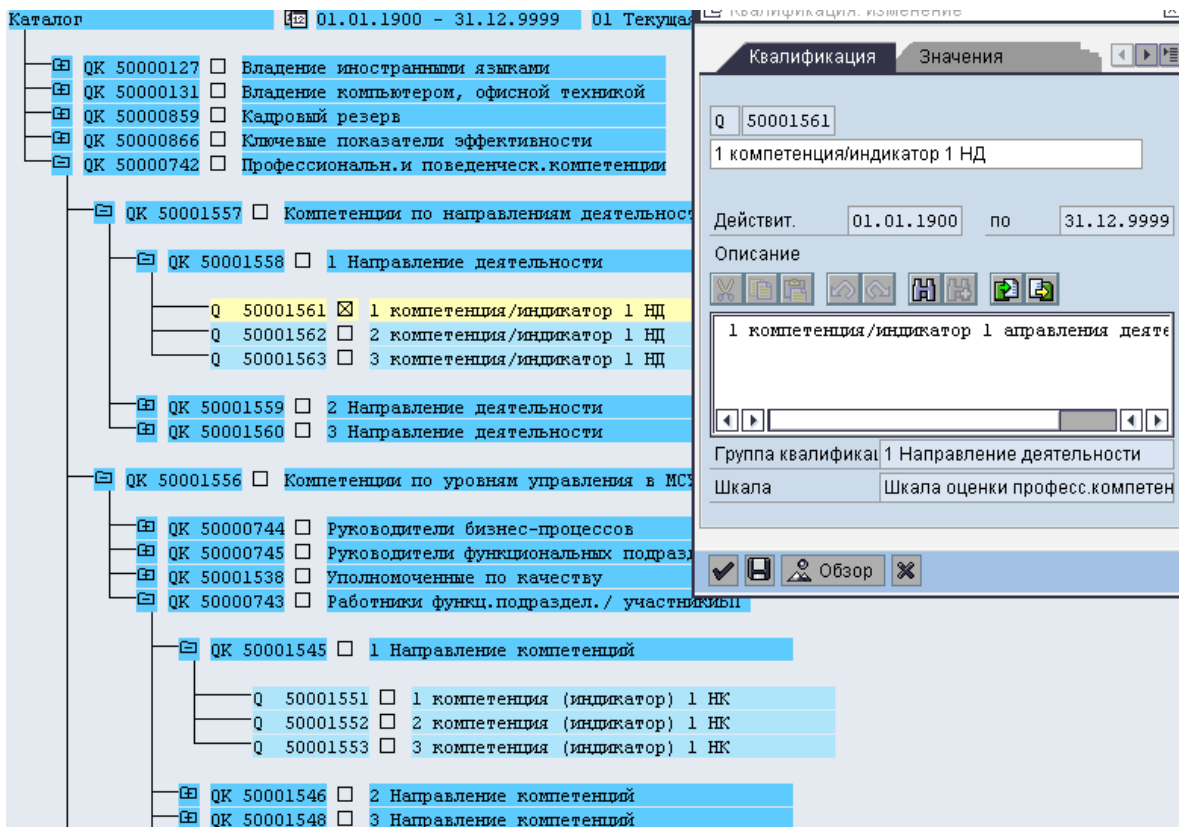 Каталог 01.01.1900 - 31.12.9999 01 Текущая
QK 50000127 Владение иностранными языками
QK 50000131 Владение компьютером, офисной техникой
QK 50000859 Кадровый резерв
QK 50000866 Ключевые показатели эффективности
QK 50000742 Профессиональн.и поведенческ.компетенции
QK 50001557 Компетенции по направлениям деятельност
QK 50001558 1 Направление деятельности
Q 50001561 1 компетенция/индикатор 1 НД
Q 50001562 2 компетенция/индикатор 1 НД
Q 50001563 3 компетенция/индикатор 1 НД
QK 50001559 2 Направление деятельности
QK 50001560 3 Направление деятельности
QK 50001556 Компетенции по уровням управления в МСУ
QK 50000744 Руководители бизнес-процессов
QK 50000745 Руководители функциональных подразд
QK 50001538 Уполномоченные по качеству
QK 50000743 Работники функц.подраздел./ участникиБП
QK 50001545 1 Направление компетенций
Q 50001551 1 компетенция (индикатор) 1 НК
Q 50001552 2 компетенция (индикатор) 1 НК
Q 50001553 3 компетенция (индикатор) 1 НК
QK 50001546 2 Направление компетенций
QK 50001548 3 Направление компетенций
Квалификация: изменение
Квалификация Значения
Q 50001561
1 компетенция/индикатор 1 НД
Действит. 01.01.1900 по 31.12.9999
Описание
1 компетенция/индикатор 1 аправления деяте
Группа квалификац 1 Направление деятельности
Шкала Шкала оценки професс.компетен
Обзор